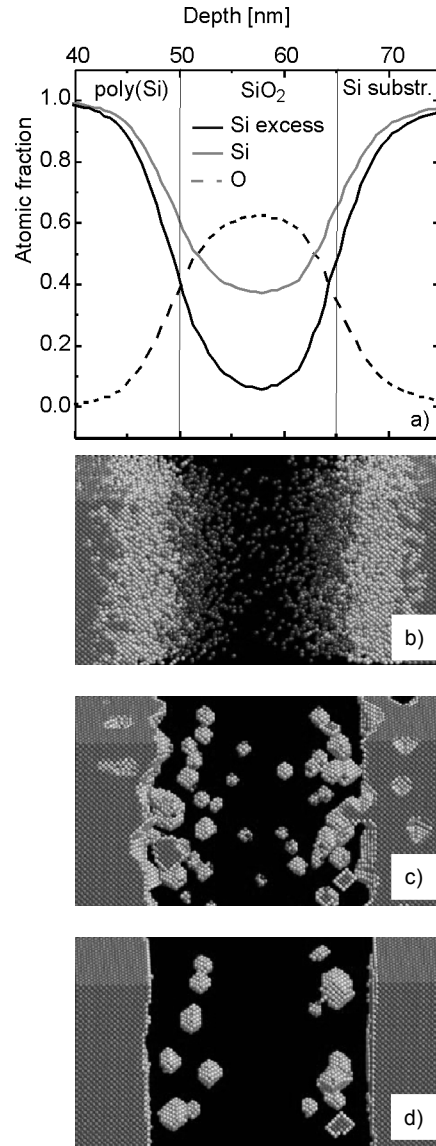 Depth [nm]
40 50 60 70
poly(Si) SiO2 Si substr.
1.0
0.8
0.6
0.4
0.2
0.0
Atomic fraction
Si excess
Si
O
a)
b)
c)
d)